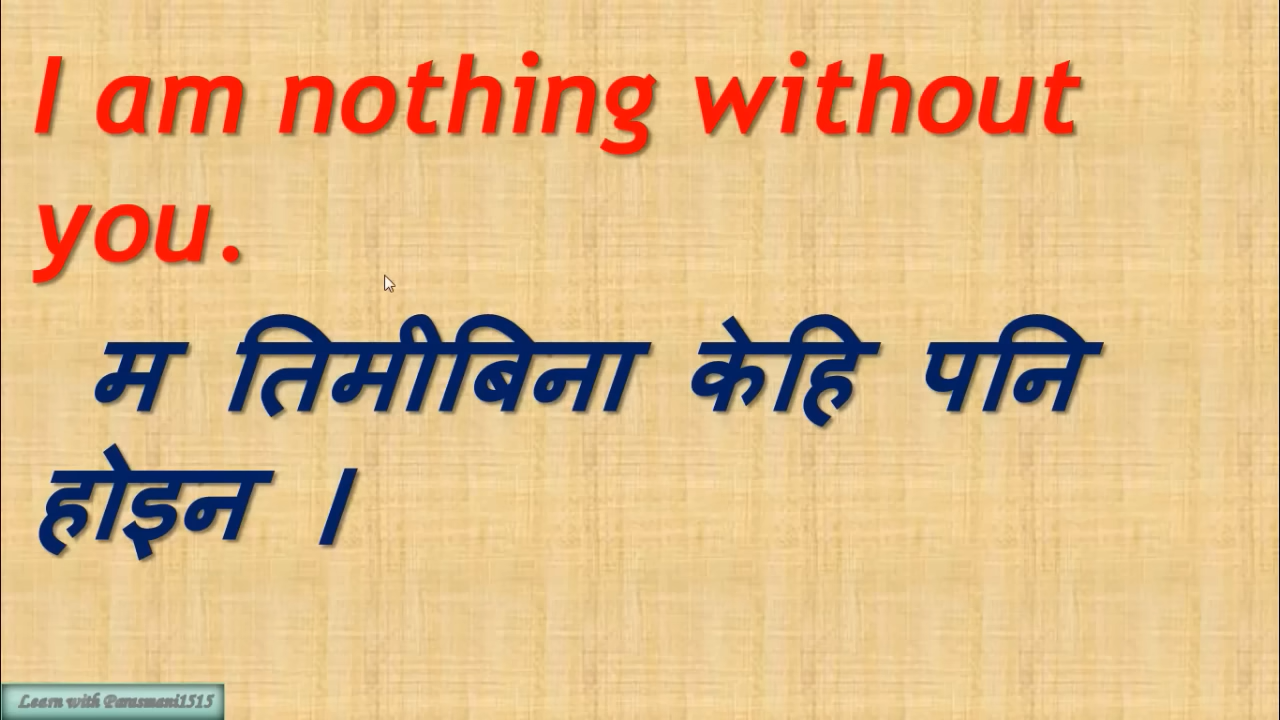 I am nothing without
you.
म तिमीबिना केहि पनि
होइन ।
Learn with Parasmani1515